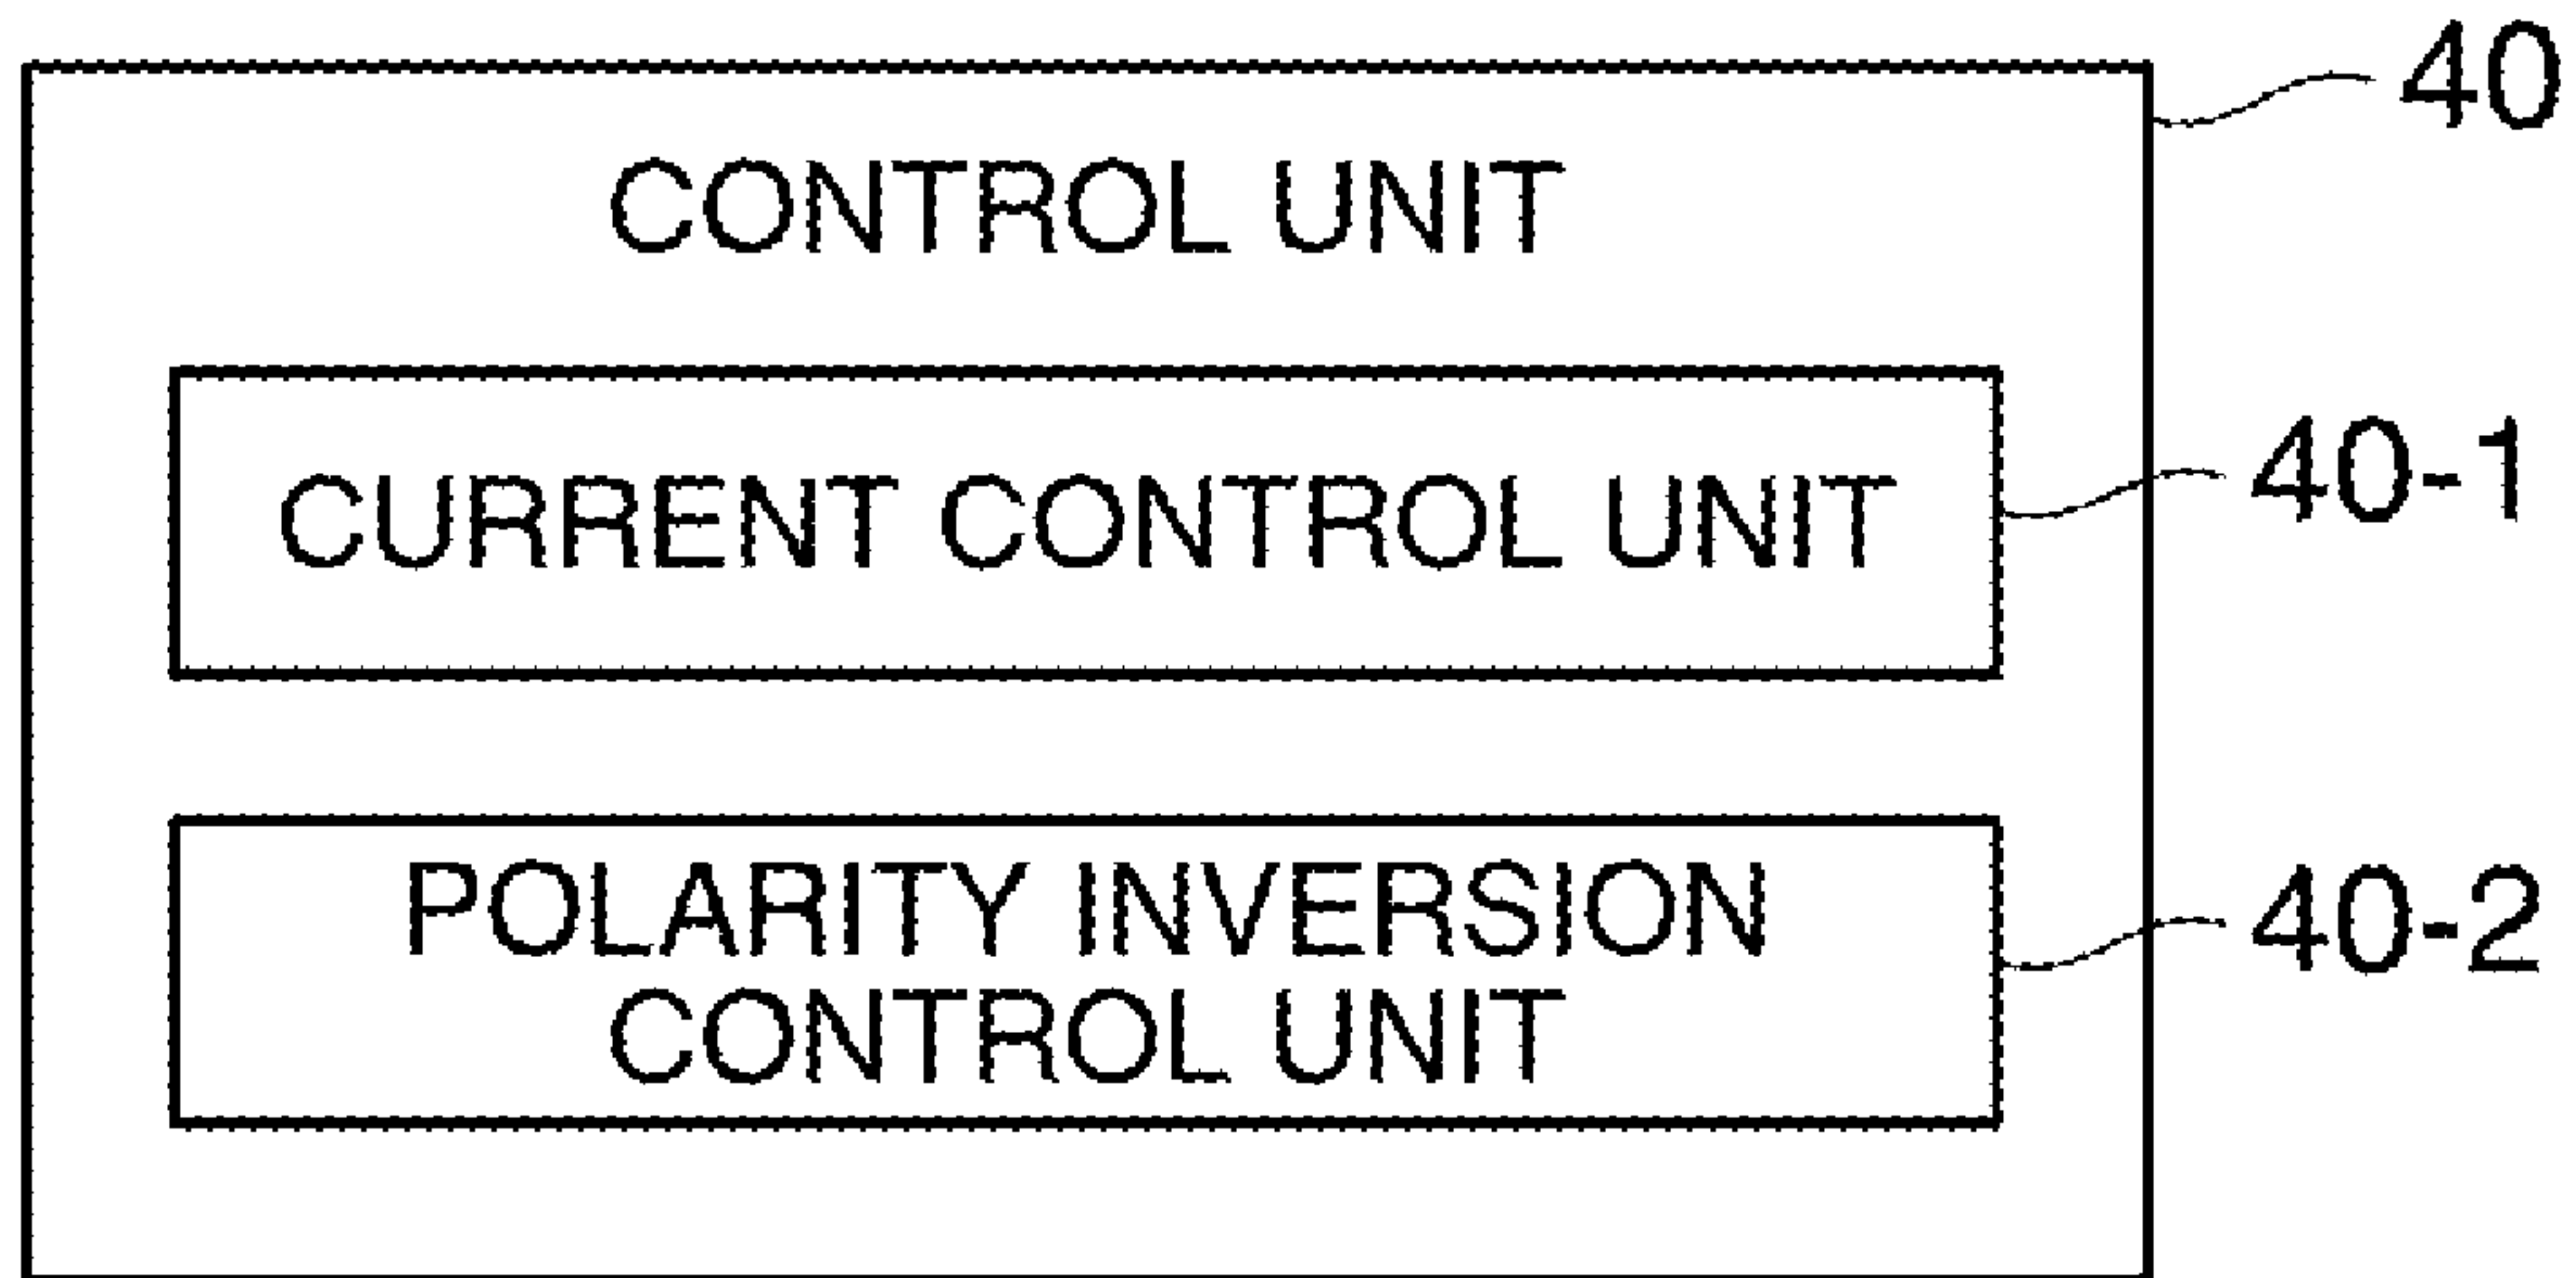 40
CONTROL UNIT
CURRENT CONTROL UNIT
40-1
POLARITY INVERSION
CONTROL UNIT
40-2